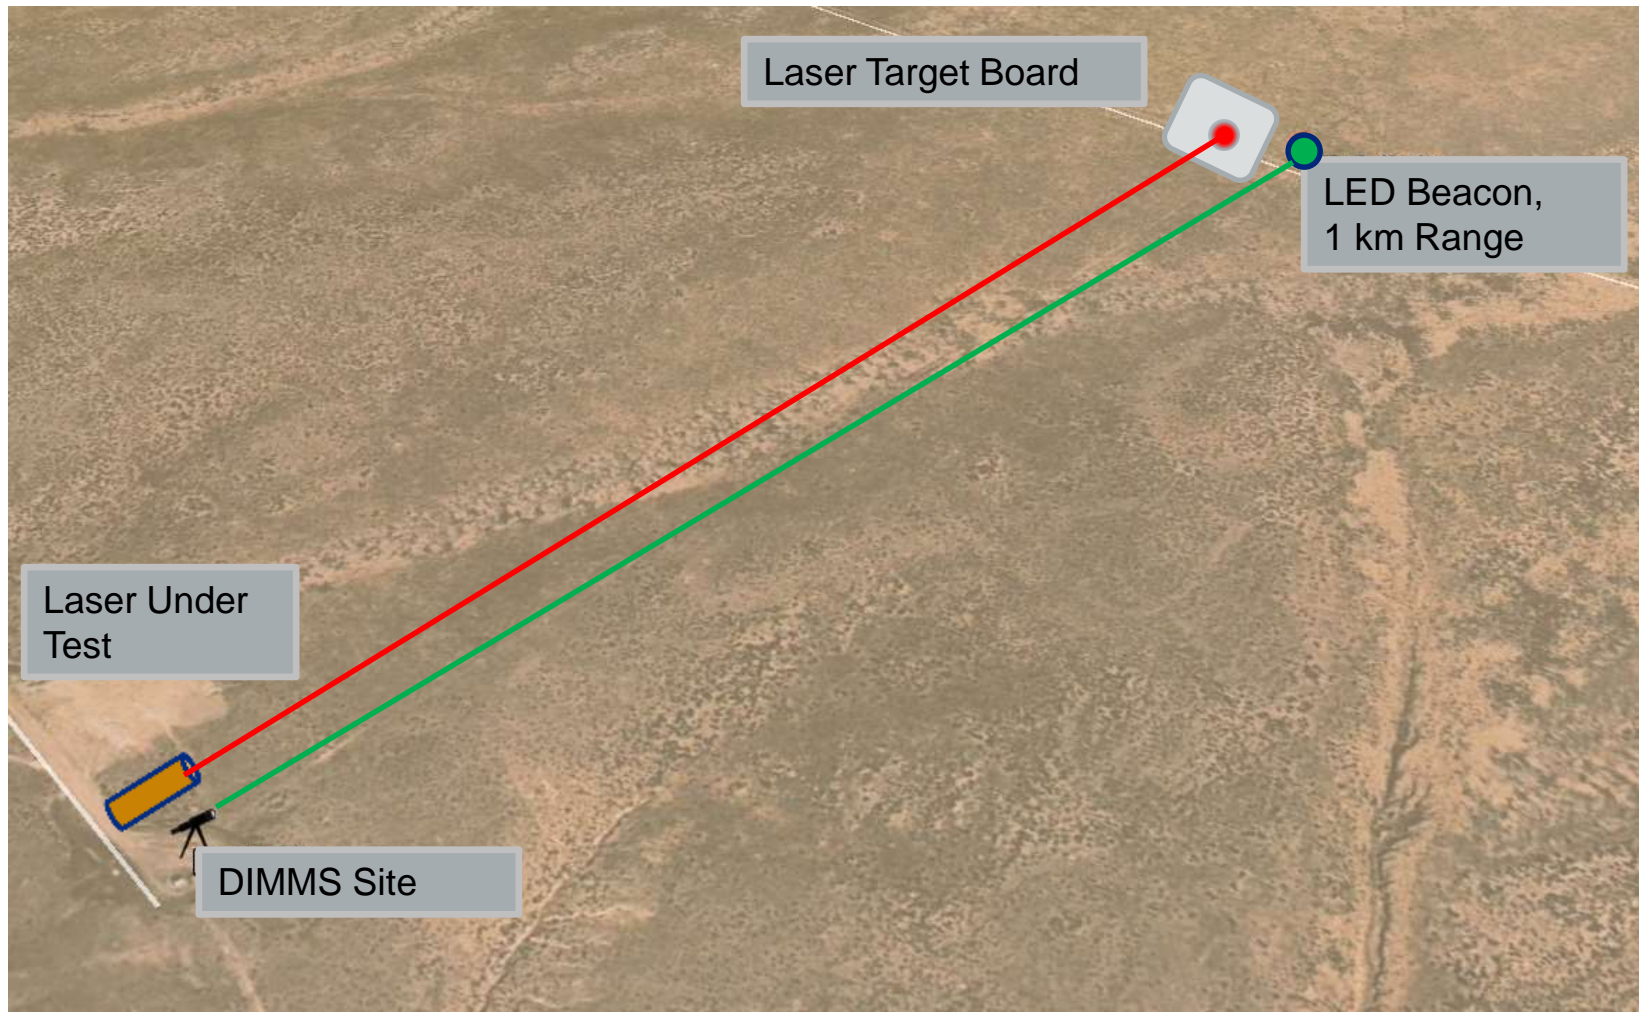 Laser Target Board
LED Beacon,
1 km Range
Laser Under
Test
DIMMS Site